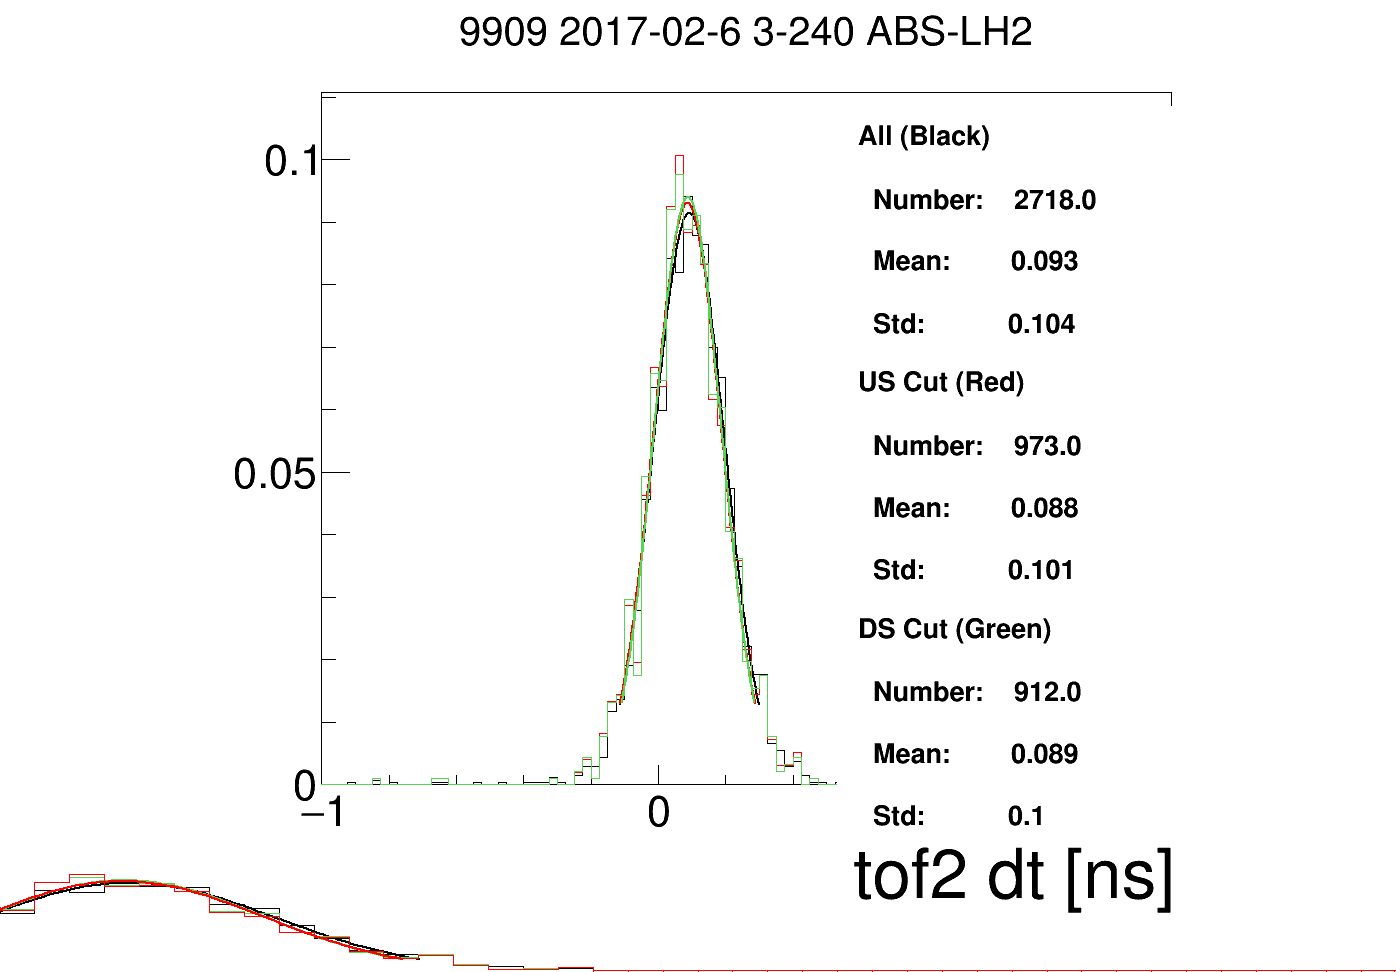 9909 2017-02-6 3-240 ABS-LH2
All (Black)
Number: 2718.0
Mean: 0.093
Std: 0.104
US Cut (Red)
Number: 973.0
Mean: 0.088
Std: 0.101
DS Cut (Green)
Number: 912.0
Mean: 0.089
Std: 0.1
0.1
0.05
0
−1 0
tof2 dt [ns]